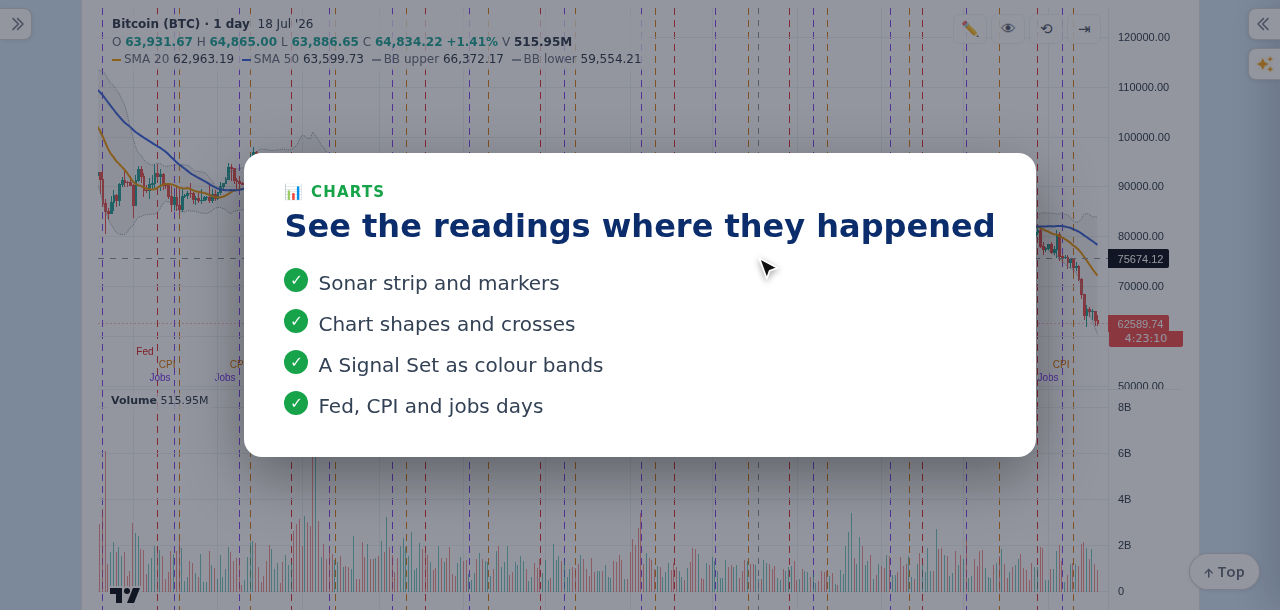 Bitcoin (BTC) · 1 day 18 Jul '26
O 63,931.67 H 64,865.00 L 63,886.65 C 64,834.22 +1.41% V 515.95M
SMA 20 62,963.19 SMA 50 63,599.73 BB upper 66,372.17 BB lower 59,554.21
120000.00
110000.00
100000.00
90000.00
80000.00
75674.12
70000.00
62589.74
4:23:10
50000.00
📊 CHARTS
See the readings where they happened
✓ Sonar strip and markers
✓ Chart shapes and crosses
✓ A Signal Set as colour bands
✓ Fed, CPI and jobs days
Fed
CPI
CPI
Jobs
Jobs
Jobs
Volume 515.95M
8B
6B
4B
2B
0
↑ Top